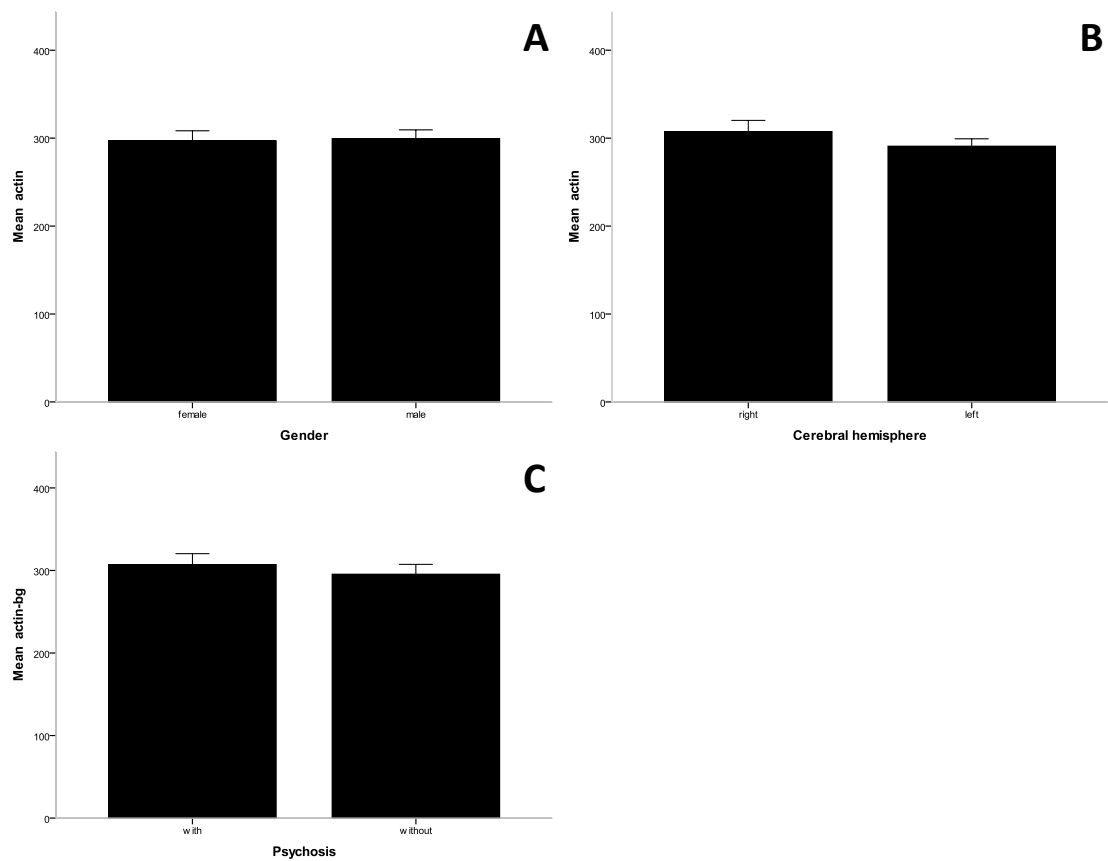 A
400
300
200
100
0
Mean actin
female male
Gender
B
400
300
200
100
0
Mean actin
right left
Cerebral hemisphere
C
400
300
200
100
0
Mean actin-bg
with without
Psychosis